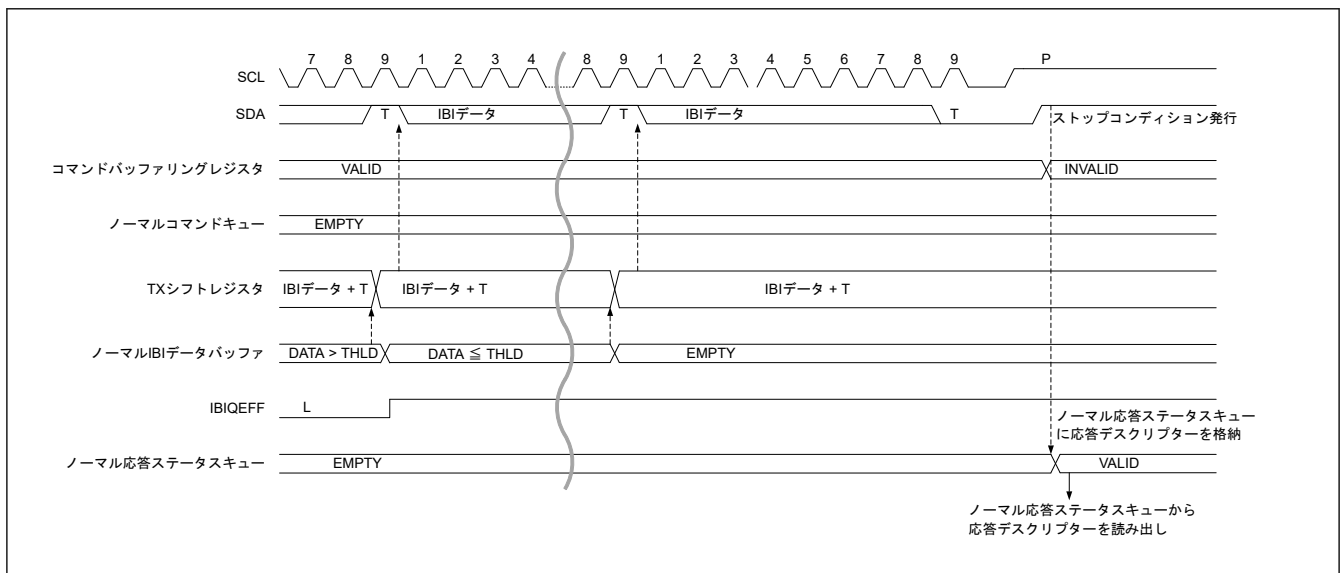 7 8 9 1 2 3 4 8 9 1 2 3 4 5 6 7 8 9 P
SCL
SDA T IBIデータ T IBIデータ T ストップコンディション発行
コマンドバッファリングレジスタ VALID INVALID
ノーマルコマンドキュー EMPTY
TXシフトレジスタ IBIデータ + T IBIデータ + T IBIデータ + T
ノーマルIBIデータバッファ DATA > THLD DATA ≦ THLD EMPTY
IBIQEFF L
ノーマル応答ステータスキュー
に応答デスクリプターを格納
ノーマル応答ステータスキュー EMPTY VALID
ノーマル応答ステータスキューから
応答デスクリプターを読み出し